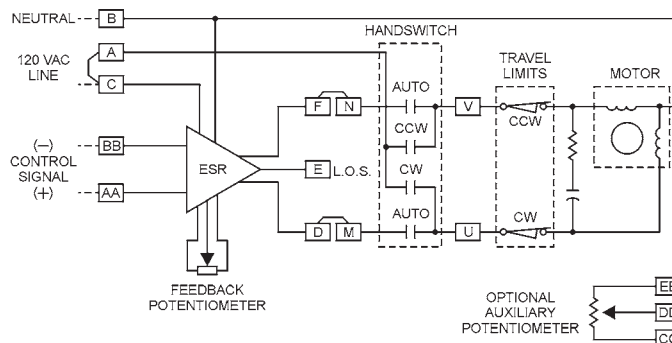 NEUTRAL B
HANDSWITCH
A
120 VAC
LINE
C
TRAVEL
LIMITS
MOTOR
AUTO
F N
V
CCW
CCW
(−)
CONTROL
SIGNAL
(+)
BB
AA
ESR
E L.O.S.
CW
AUTO
CW
D M
U
FEEDBACK
POTENTIOMETER
OPTIONAL
AUXILIARY
POTENTIOMETER